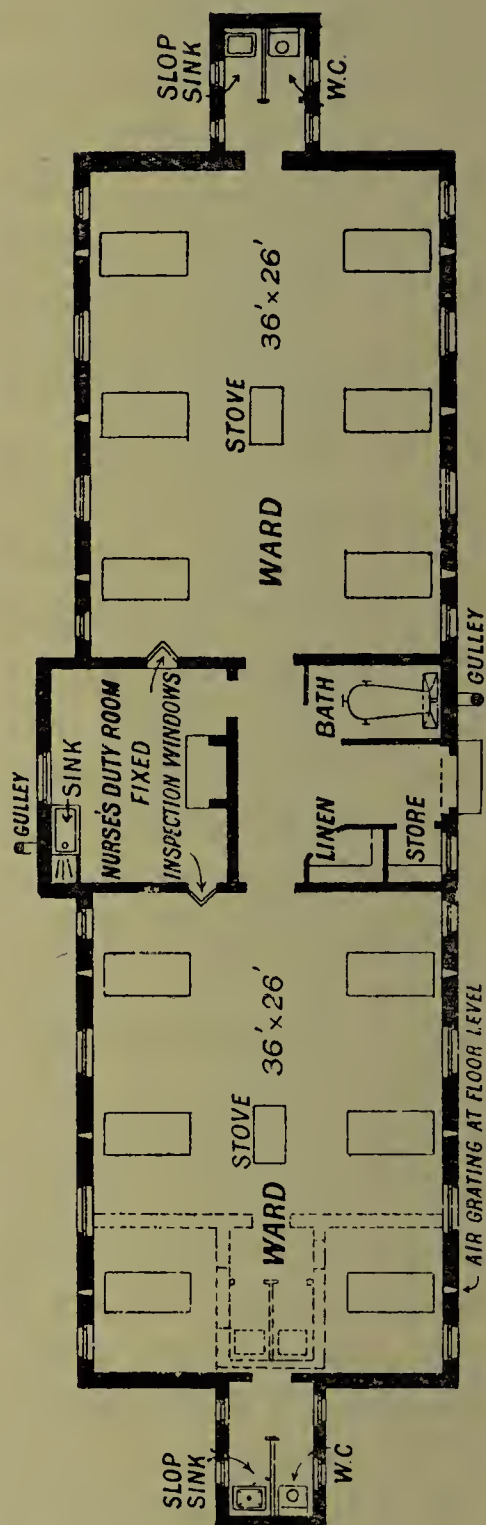 SLOP
SINK
W.C.
36'×26'
STOVE
WARD
GULLEY
SINK
NURSE'S DUTY ROOM
FIXED
INSPECTION WINDOWS
BATH
LINEN
STORE
GULLEY
36'×26'
STOVE
WARD
AIR GRATING AT FLOOR LEVEL
SLOP
SINK
W.C